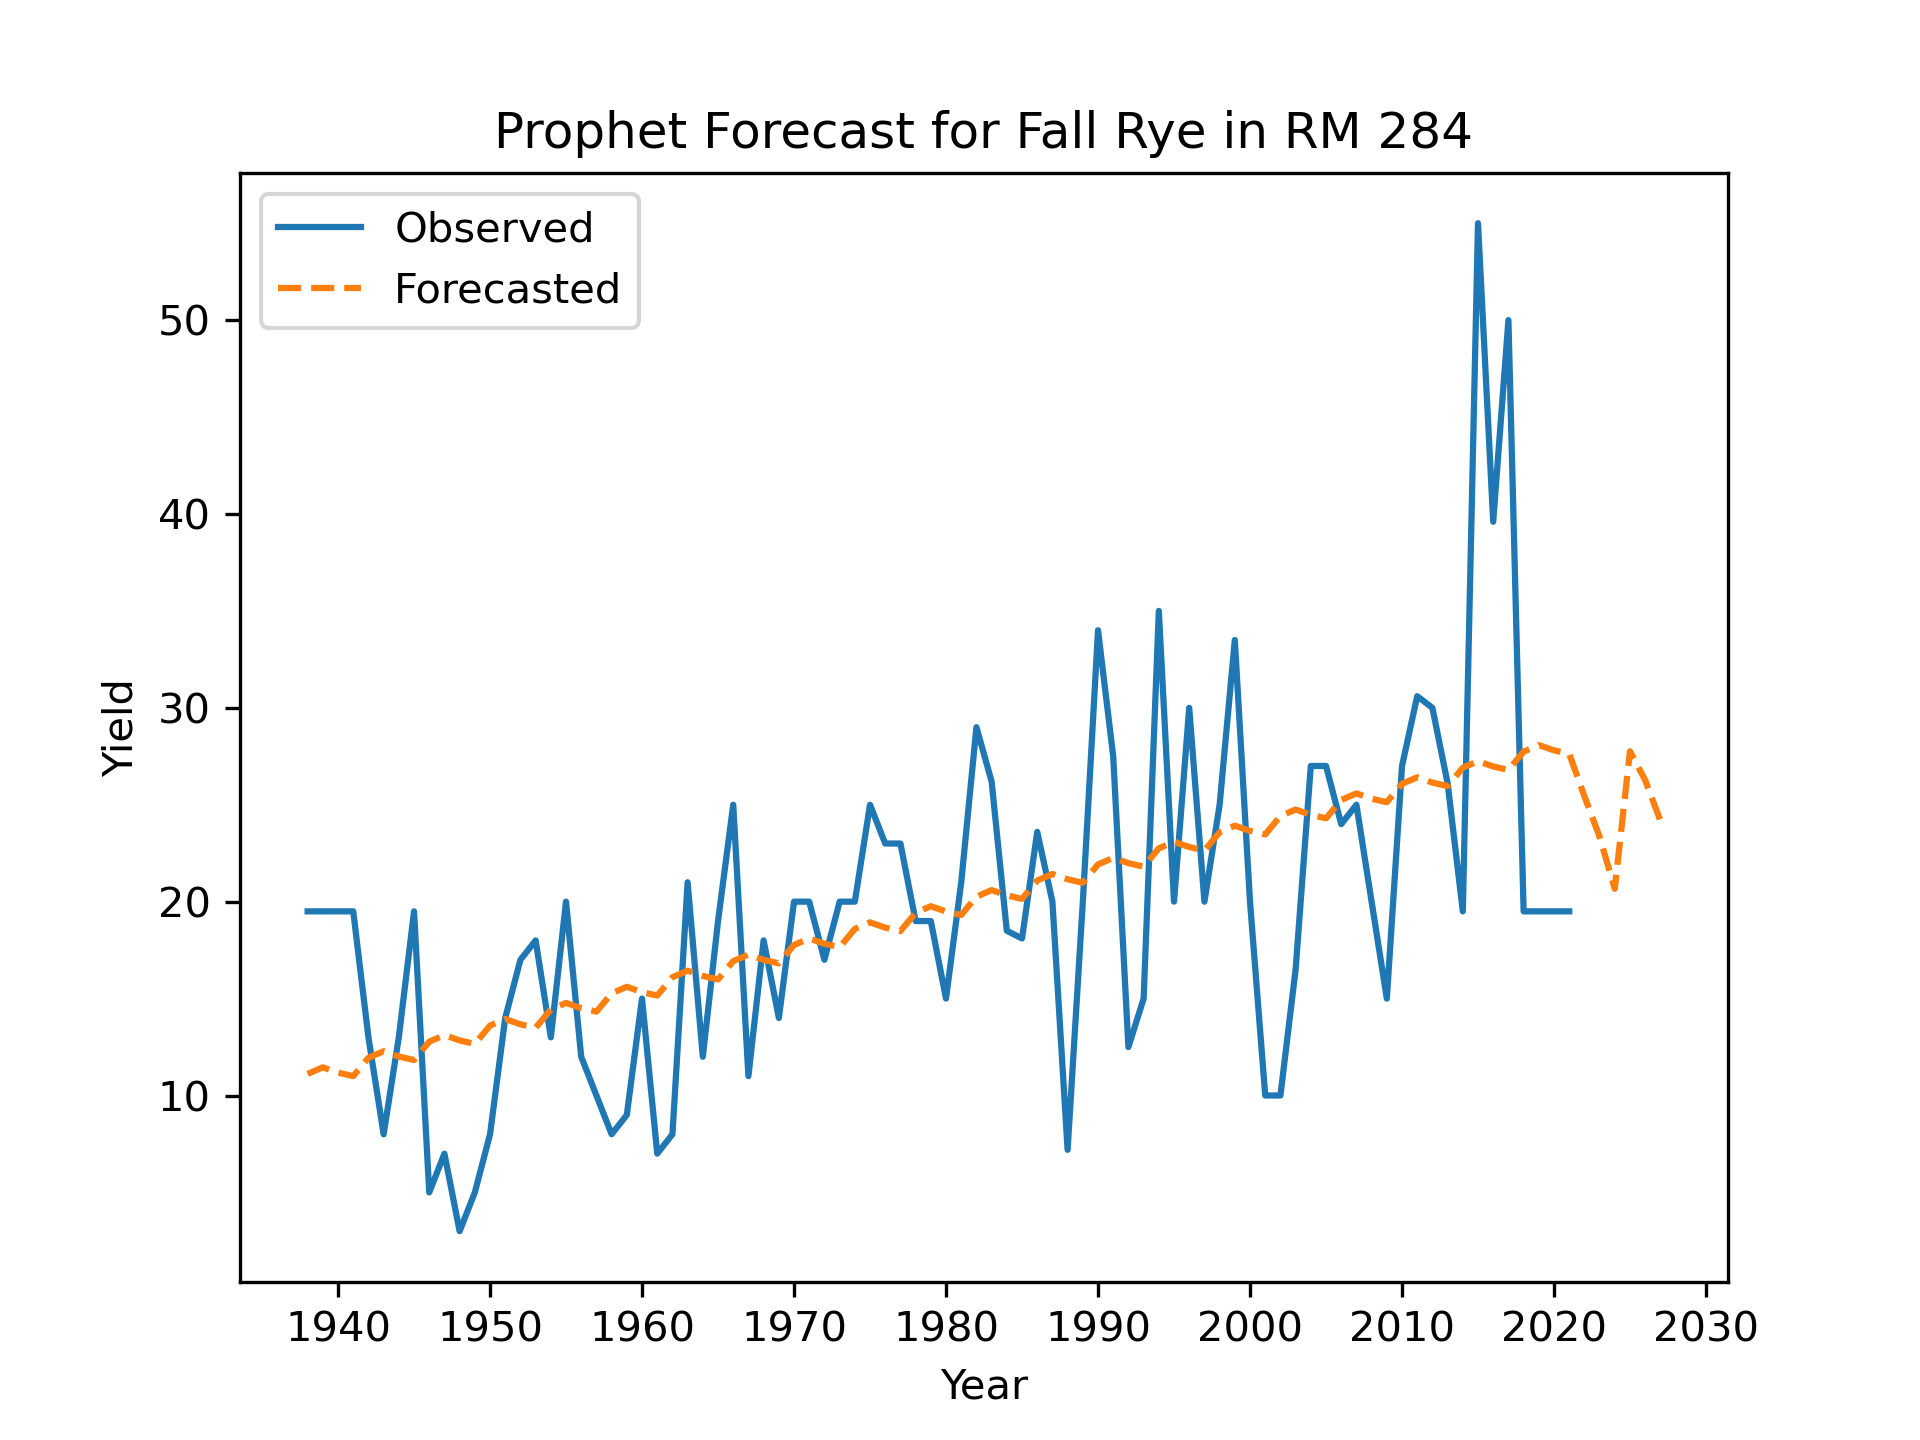 Prophet Forecast for Fall Rye in RM 284
Observed
Forecasted
50
40
30
20
10
Yield
1940 1950 1960 1970 1980 1990 2000 2010 2020 2030
Year